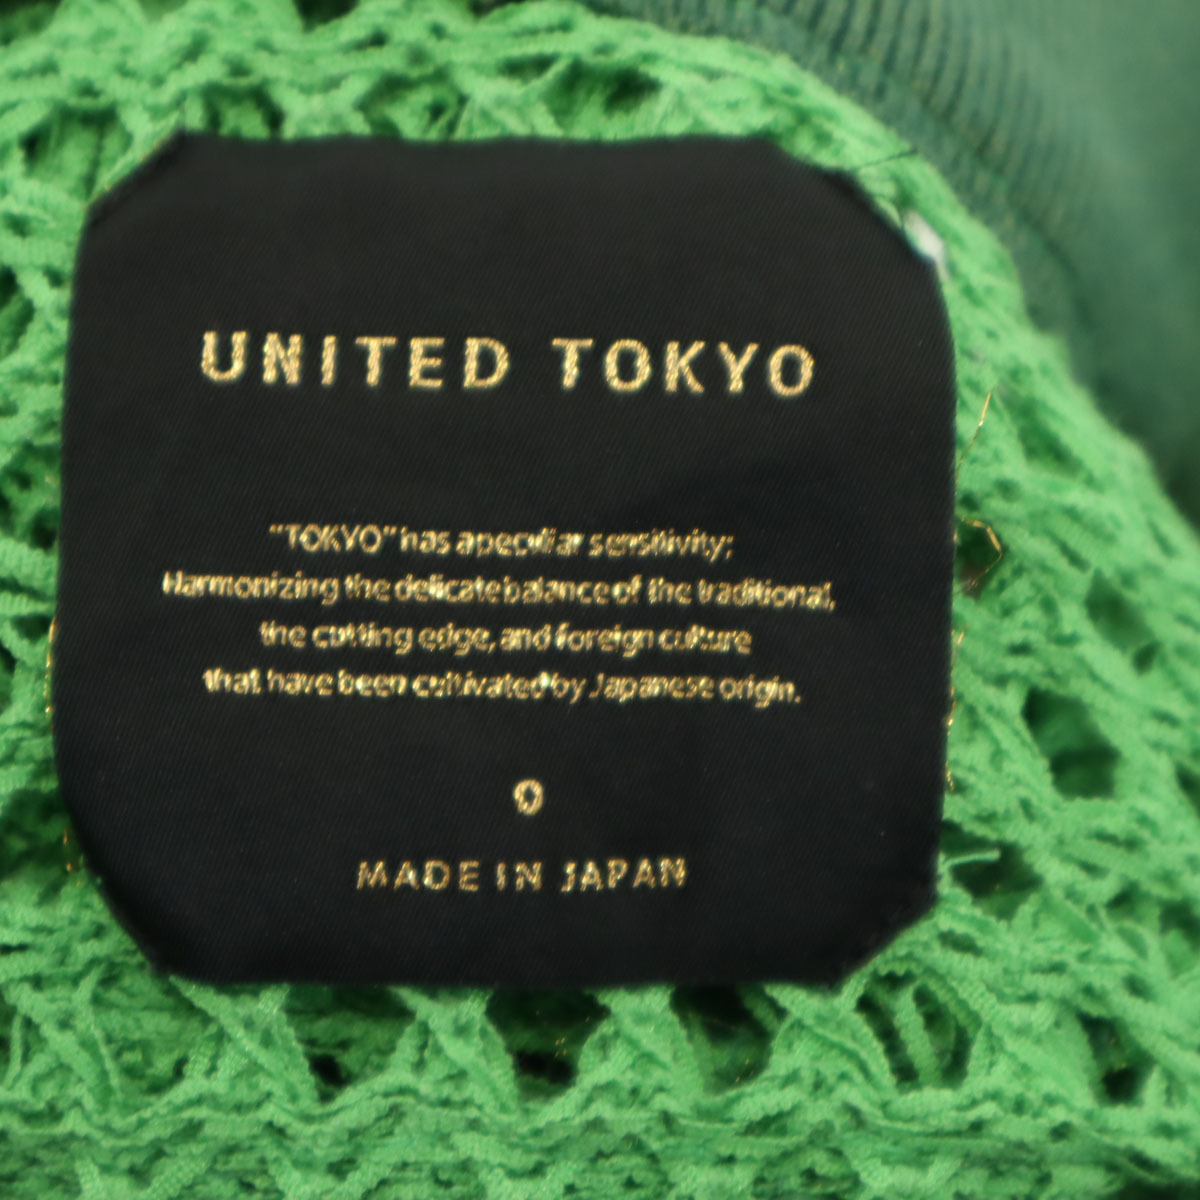 UNITED TOKYO
"TOKYO" has a peculiar sensitivity;
Harmonizing the delicate balance of the traditional,
the cutting edge, and foreign culture
that have been cultivated by Japanese origin.
0
MADE IN JAPAN